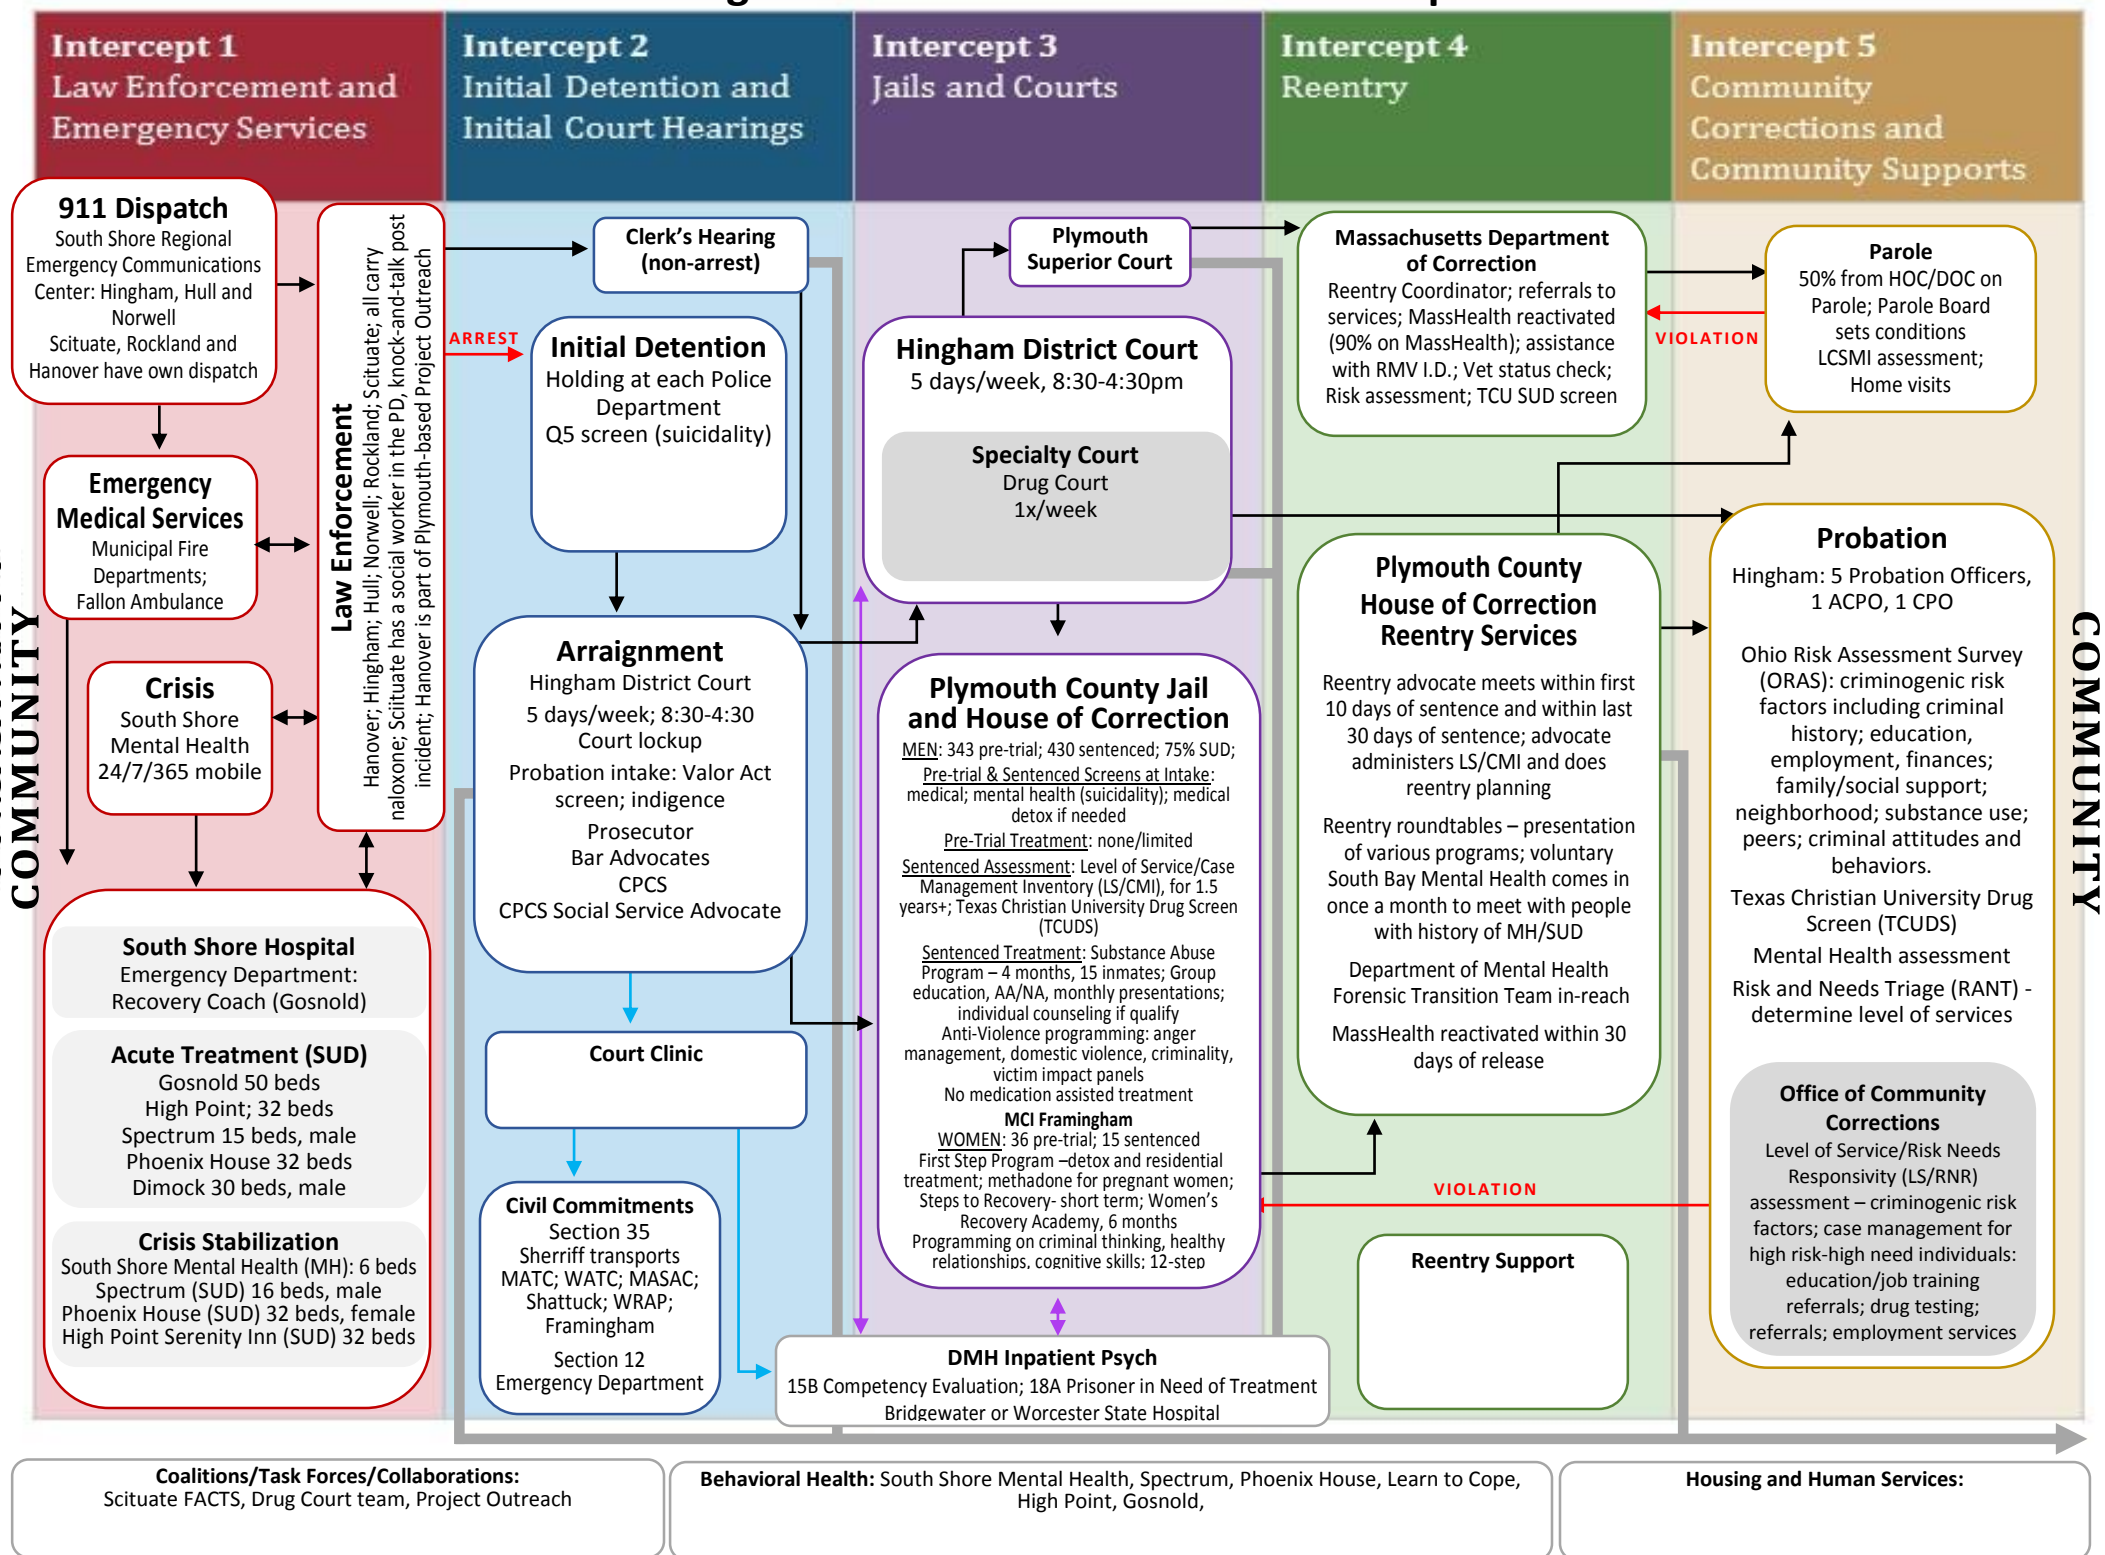 Intercept 1
Law Enforcement and
Emergency Services
Intercept 2
Initial Detention and
Initial Court Hearings
Intercept 3
Jails and Courts
Intercept 4
Reentry
Intercept 5
Community
Corrections and
Community Supports
COMMUNITY
911 Dispatch
South Shore Regional
Emergency Communications
Center: Hingham, Hull and
Norwell
Scituate, Rockland and
Hanover have own dispatch
Emergency
Medical Services
Municipal Fire
Departments;
Fallon Ambulance
Crisis
South Shore
Mental Health
24/7/365 mobile
Law Enforcement
Hanover; Hingham; Hull; Norwell; Rockland; Scituate; all carry
naloxone; Scituate has a social worker in the PD, knock-and-talk post
incident; Hanover is part of Plymouth-based Project Outreach
South Shore Hospital
Emergency Department:
Recovery Coach (Gosnold)
Acute Treatment (SUD)
Gosnold 50 beds
High Point; 32 beds
Spectrum 15 beds, male
Phoenix House 32 beds
Dimock 30 beds, male
Crisis Stabilization
South Shore Mental Health (MH): 6 beds
Spectrum (SUD) 16 beds, male
Phoenix House (SUD) 32 beds, female
High Point Serenity Inn (SUD) 32 beds
ARREST
Clerk's Hearing
(non-arrest)
Initial Detention
Holding at each Police
Department
Q5 screen (suicidality)
Arraignment
Hingham District Court
5 days/week; 8:30-4:30
Court lockup
Probation intake: Valor Act
screen; indigence
Prosecutor
Bar Advocates
CPCS
CPCS Social Service Advocate
Court Clinic
Civil Commitments
Section 35
Sherriff transports
MATC; WATC; MASAC;
Shattuck; WRAP;
Framingham
Section 12
Emergency Department
Plymouth
Superior Court
Hingham District Court
5 days/week, 8:30-4:30pm
Specialty Court
Drug Court
1x/week
Plymouth County Jail
and House of Correction
MEN: 343 pre-trial; 430 sentenced; 75% SUD;
Pre-trial & Sentenced Screens at Intake:
medical; mental health (suicidality); medical
detox if needed
Pre-Trial Treatment: none/limited
Sentenced Assessment: Level of Service/Case
Management Inventory (LS/CMI), for 1.5
years+; Texas Christian University Drug Screen
(TCUDS)
Sentenced Treatment: Substance Abuse
Program – 4 months, 15 inmates; Group
education, AA/NA, monthly presentations;
individual counseling if qualify
Anti-Violence programming: anger
management, domestic violence, criminality,
victim impact panels
No medication assisted treatment
MCI Framingham
WOMEN: 36 pre-trial; 15 sentenced
First Step Program –detox and residential
treatment; methadone for pregnant women;
Steps to Recovery- short term; Women's
Recovery Academy, 6 months
Programming on criminal thinking, healthy
relationships, cognitive skills; 12-step
DMH Inpatient Psych
15B Competency Evaluation; 18A Prisoner in Need of Treatment
Bridgewater or Worcester State Hospital
Massachusetts Department
of Correction
Reentry Coordinator; referrals to
services; MassHealth reactivated
(90% on MassHealth); assistance
with RMV I.D.; Vet status check;
Risk assessment; TCU SUD screen
Plymouth County
House of Correction
Reentry Services
Reentry advocate meets within first
10 days of sentence and within last
30 days of sentence; advocate
administers LS/CMI and does
reentry planning
Reentry roundtables – presentation
of various programs; voluntary
South Bay Mental Health comes in
once a month to meet with people
with history of MH/SUD
Department of Mental Health
Forensic Transition Team in-reach
MassHealth reactivated within 30
days of release
VIOLATION
Reentry Support
VIOLATION
Parole
50% from HOC/DOC on
Parole; Parole Board
sets conditions
LCSMI assessment;
Home visits
Probation
Hingham: 5 Probation Officers,
1 ACPO, 1 CPO
Ohio Risk Assessment Survey
(ORAS): criminogenic risk
factors including criminal
history; education,
employment, finances;
family/social support;
neighborhood; substance use;
peers; criminal attitudes and
behaviors.
Texas Christian University Drug
Screen (TCUDS)
Mental Health assessment
Risk and Needs Triage (RANT) -
determine level of services
Office of Community
Corrections
Level of Service/Risk Needs
Responsivity (LS/RNR)
assessment – criminogenic risk
factors; case management for
high risk-high need individuals:
education/job training
referrals; drug testing;
referrals; employment services
COMMUNITY
Coalitions/Task Forces/Collaborations:
Scituate FACTS, Drug Court team, Project Outreach
Behavioral Health: South Shore Mental Health, Spectrum, Phoenix House, Learn to Cope,
High Point, Gosnold,
Housing and Human Services: